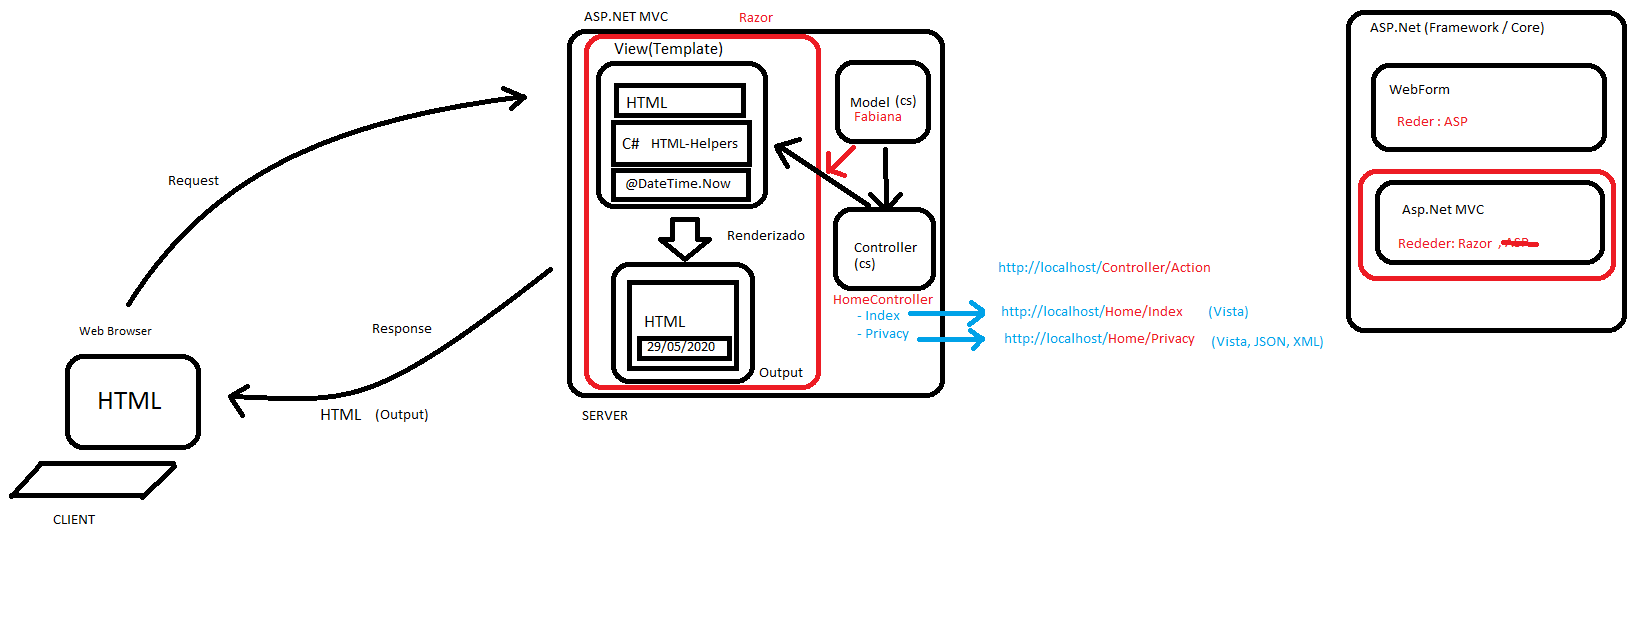 ASP.NET MVC
Razor
View(Template)
HTML
C# HTML-Helpers
@DateTime.Now
Renderizado
HTML
29/05/2020
Output
Model (cs)
Fabiana
Controller
(cs)
HomeController
- Index
- Privacy
SERVER
http://localhost/Controller/Action
http://localhost/Home/Index (Vista)
http://localhost/Home/Privacy (Vista, JSON, XML)
Request
Response
HTML (Output)
Web Browser
HTML
CLIENT
ASP.Net (Framework / Core)
WebForm
Reder : ASP
Asp.Net MVC
Rededer: Razor , ASP